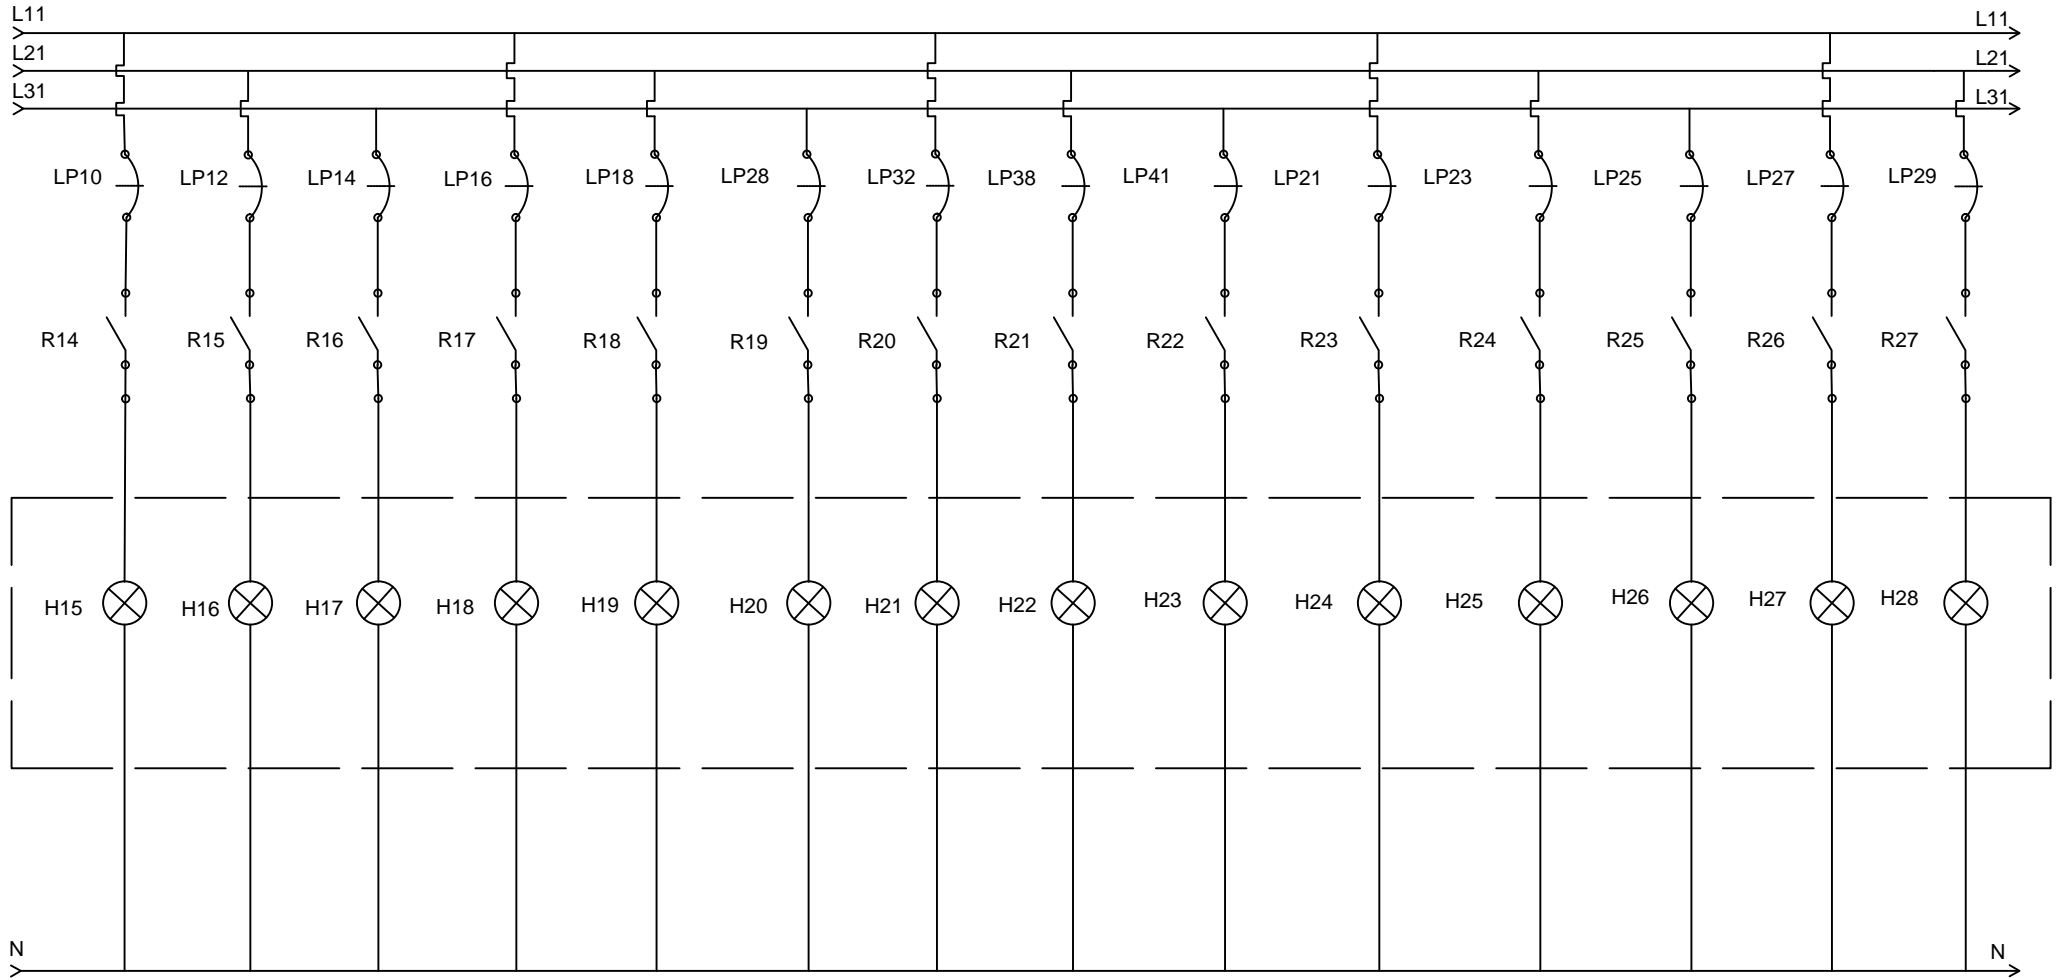 L11 L11
L21 L21
L31 L31
LP10 LP12 LP14 LP16 LP18 LP28 LP32 LP38 LP41 LP21 LP23 LP25 LP27 LP29
R14 R15 R16 R17 R18 R19 R20 R21 R22 R23 R24 R25 R26 R27
H15 H16 H17 H18 H19 H20 H21 H22 H23 H24 H25 H26 H27 H28
N N